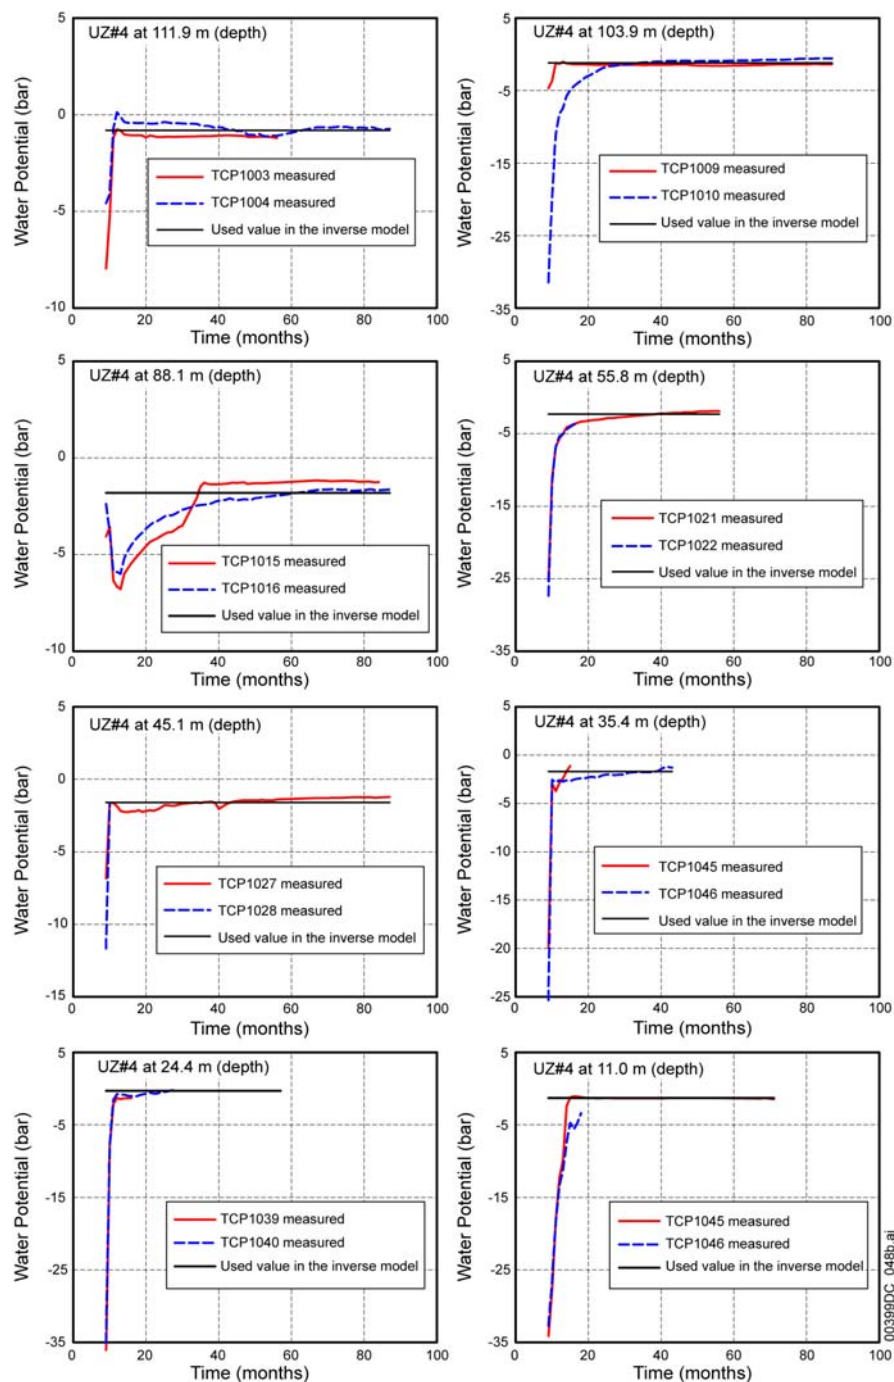 UZ#4 at 111.9 m (depth)
Water Potential (bar)
5
0
-5
-10
TCP1003 measured
TCP1004 measured
Used value in the inverse model
0 20 40 60 80 100
Time (months)
UZ#4 at 103.9 m (depth)
Water Potential (bar)
5
-5
-15
-25
-35
TCP1009 measured
TCP1010 measured
Used value in the inverse model
0 20 40 60 80 100
Time (months)
UZ#4 at 88.1 m (depth)
Water Potential (bar)
5
0
-5
-10
TCP1015 measured
TCP1016 measured
Used value in the inverse model
0 20 40 60 80 100
Time (months)
UZ#4 at 55.8 m (depth)
Water Potential (bar)
5
-5
-15
-25
-35
TCP1021 measured
TCP1022 measured
Used value in the inverse model
0 20 40 60 80 100
Time (months)
UZ#4 at 45.1 m (depth)
Water Potential (bar)
5
0
-5
-10
-15
TCP1027 measured
TCP1028 measured
Used value in the inverse model
0 20 40 60 80 100
Time (months)
UZ#4 at 35.4 m (depth)
Water Potential (bar)
5
0
-5
-10
-15
-20
-25
TCP1045 measured
TCP1046 measured
Used value in the inverse model
0 20 40 60 80 100
Time (months)
UZ#4 at 24.4 m (depth)
Water Potential (bar)
5
-5
-15
-25
-35
TCP1039 measured
TCP1040 measured
Used value in the inverse model
0 20 40 60 80 100
Time (months)
UZ#4 at 11.0 m (depth)
Water Potential (bar)
5
-5
-15
-25
-35
TCP1045 measured
TCP1046 measured
Used value in the inverse model
0 20 40 60 80 100
Time (months)
00399DC_048b.ai